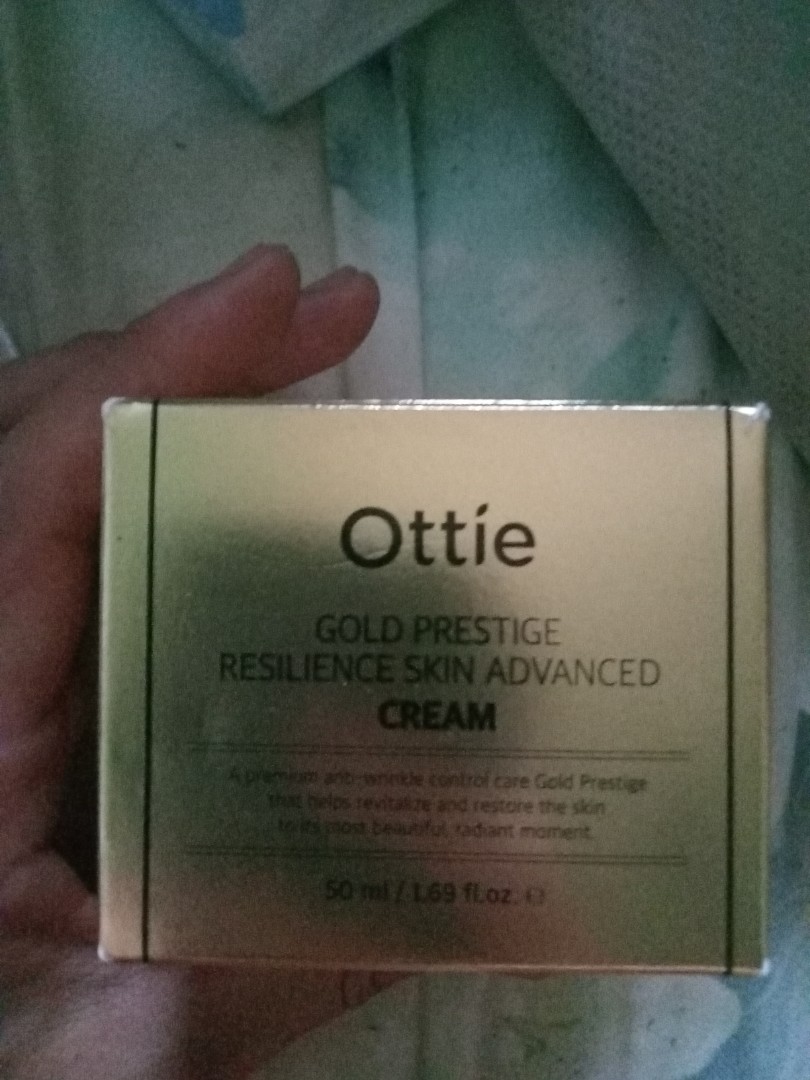 Ottie
GOLD PRESTIGE
RESILIENCE SKIN ADVANCED
CREAM
A premium anti-wrinkle control care Gold Prestige
that helps revitalize and restore the skin
to its most beautiful, radiant moment.
50 ml / 1.69 fl.oz. ℮